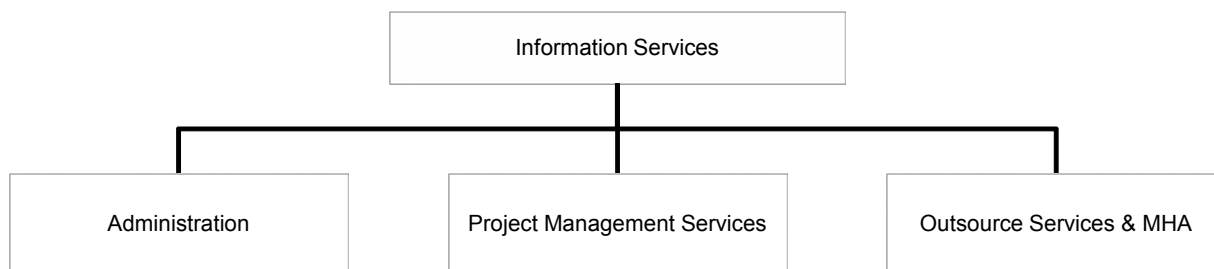 Information Services
Administration
Project Management Services
Outsource Services & MHA